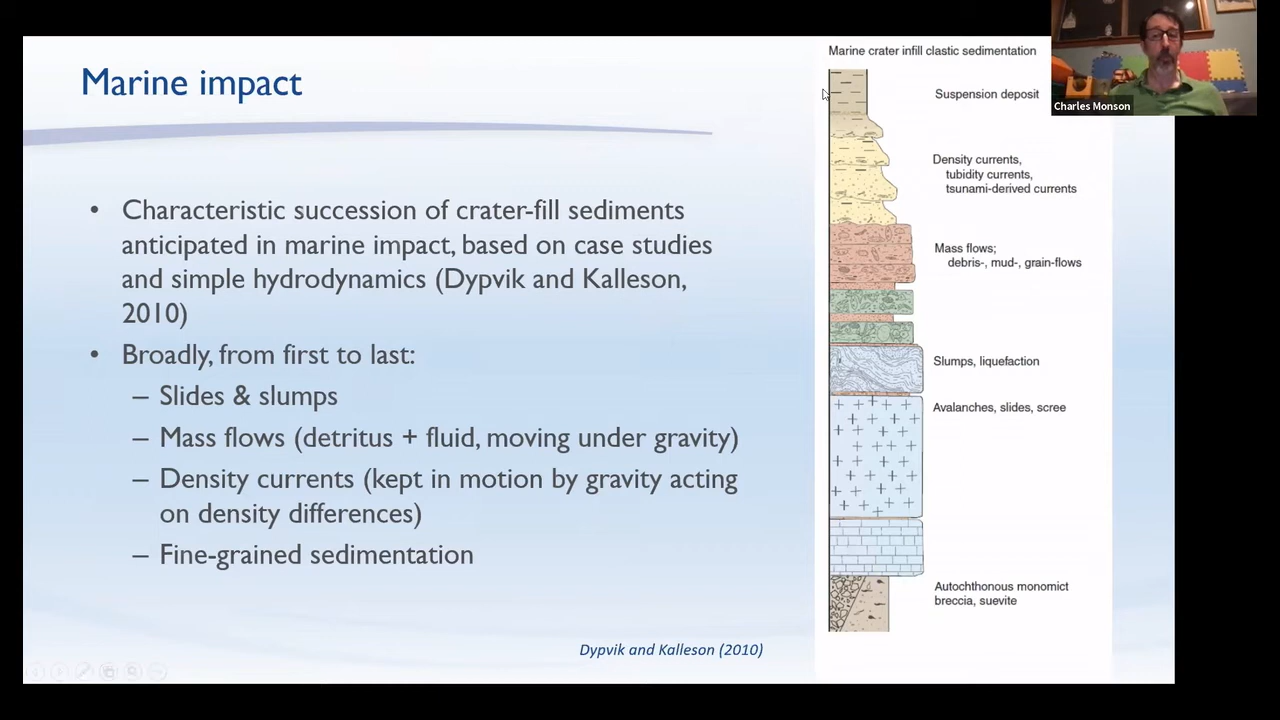 Marine impact
• Characteristic succession of crater-fill sediments
anticipated in marine impact, based on case studies
and simple hydrodynamics (Dypvik and Kalleson,
2010)
• Broadly, from first to last:
– Slides & slumps
– Mass flows (detritus + fluid, moving under gravity)
– Density currents (kept in motion by gravity acting
on density differences)
– Fine-grained sedimentation
Dypvik and Kalleson (2010)
Marine crater infill clastic sedimentation
Suspension deposit
Density currents,
tubidity currents,
tsunami-derived currents
Mass flows;
debris-, mud-, grain-flows
Slumps, liquefaction
Avalanches, slides, scree
Autochthonous monomict
breccia, suevite
Charles Monson